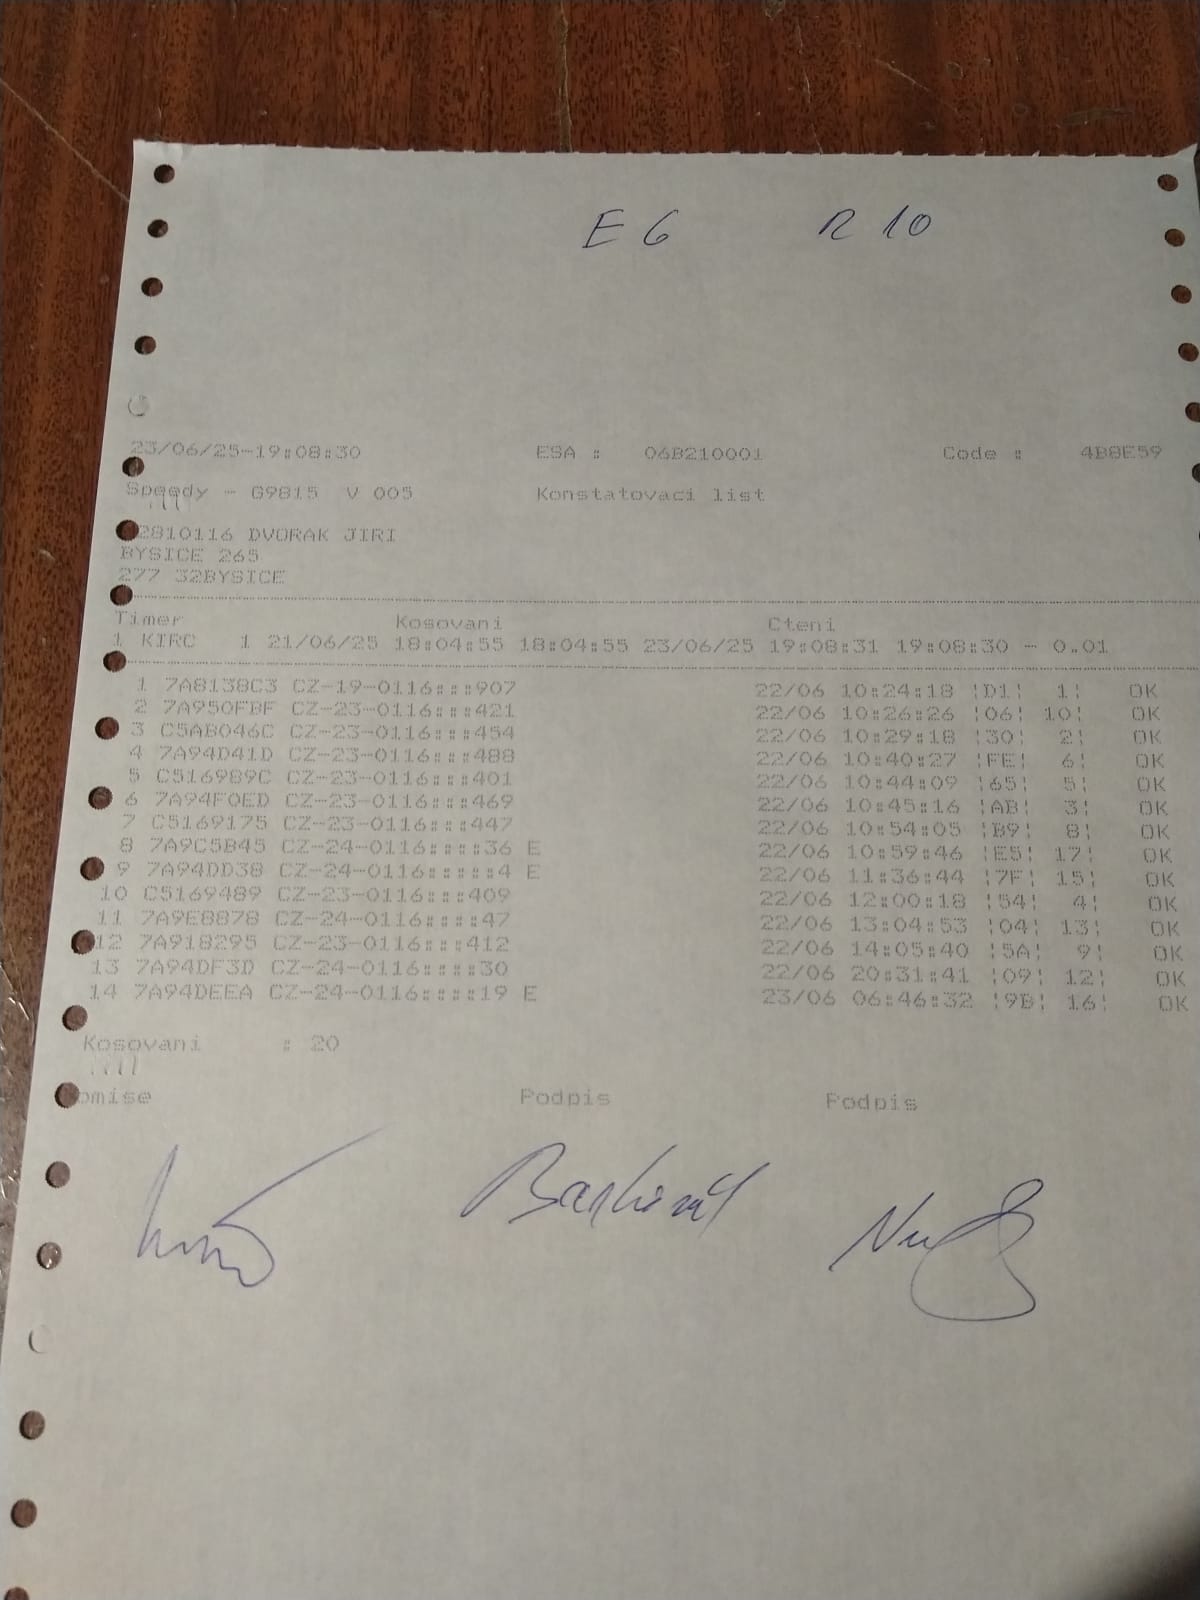 E 6 R 10
23/06/25-19:08:30 ESA : 06B210001 Code : 4B8E59
Speedy - G9815 V 005 Konstatovaci list
2810116 DVORAK JIRI
BYSICE 265
277 32BYSICE
Timer Kosovani Cteni
1 KIRC 1 21/06/25 18:04:55 18:04:55 23/06/25 19:08:31 19:08:30 - 0.01
1 7A8138C3 CZ-19-0116:::907 22/06 10:24:18 ¦D1¦ 1¦ OK
2 7A950FBF CZ-23-0116:::421 22/06 10:26:26 ¦06¦ 10¦ OK
3 C5AB046C CZ-23-0116:::454 22/06 10:29:18 ¦30¦ 2¦ OK
4 7A94D41D CZ-23-0116:::488 22/06 10:40:27 ¦FE¦ 6¦ OK
5 C516989C CZ-23-0116:::401 22/06 10:44:09 ¦65¦ 5¦ OK
6 7A94F0ED CZ-23-0116:::469 22/06 10:45:16 ¦AB¦ 3¦ OK
7 C5169175 CZ-23-0116:::447 22/06 10:54:05 ¦B9¦ 8¦ OK
8 7A9C5B45 CZ-24-0116::::36 E 22/06 10:59:46 ¦E5¦ 17¦ OK
9 7A94DD38 CZ-24-0116:::::4 E 22/06 11:36:44 ¦7F¦ 15¦ OK
10 C5169489 CZ-23-0116:::409 22/06 12:00:18 ¦54¦ 4¦ OK
11 7A9E8878 CZ-24-0116::::47 22/06 13:04:53 ¦04¦ 13¦ OK
12 7A918295 CZ-23-0116:::412 22/06 14:05:40 ¦5A¦ 9¦ OK
13 7A94DF3D CZ-24-0116::::30 22/06 20:31:41 ¦09¦ 12¦ OK
14 7A94DEEA CZ-24-0116::::19 E 23/06 06:46:32 ¦9B¦ 16¦ OK
Kosovani : 20
omise Podpis Podpis